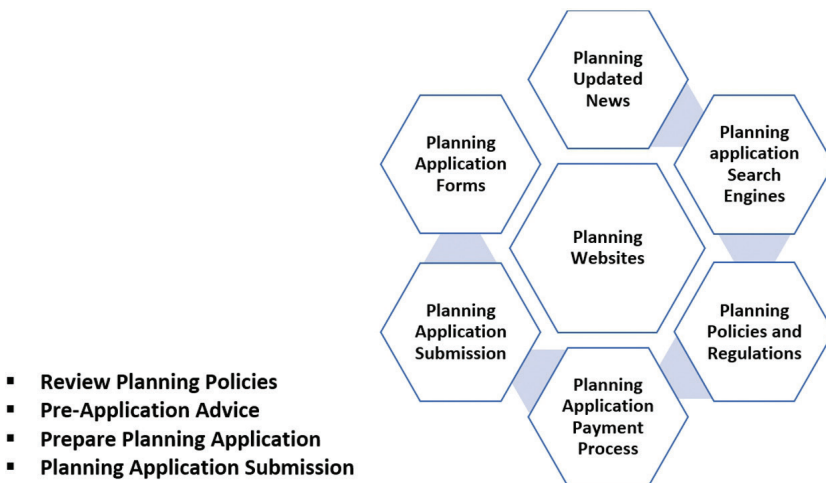 Planning
Updated
News
Planning
application
Search
Engines
Planning
Policies and
Regulations
Planning
Application
Payment
Process
Planning
Application
Submission
Planning
Application
Forms
Planning
Websites
▪ Review Planning Policies
▪ Pre-Application Advice
▪ Prepare Planning Application
▪ Planning Application Submission